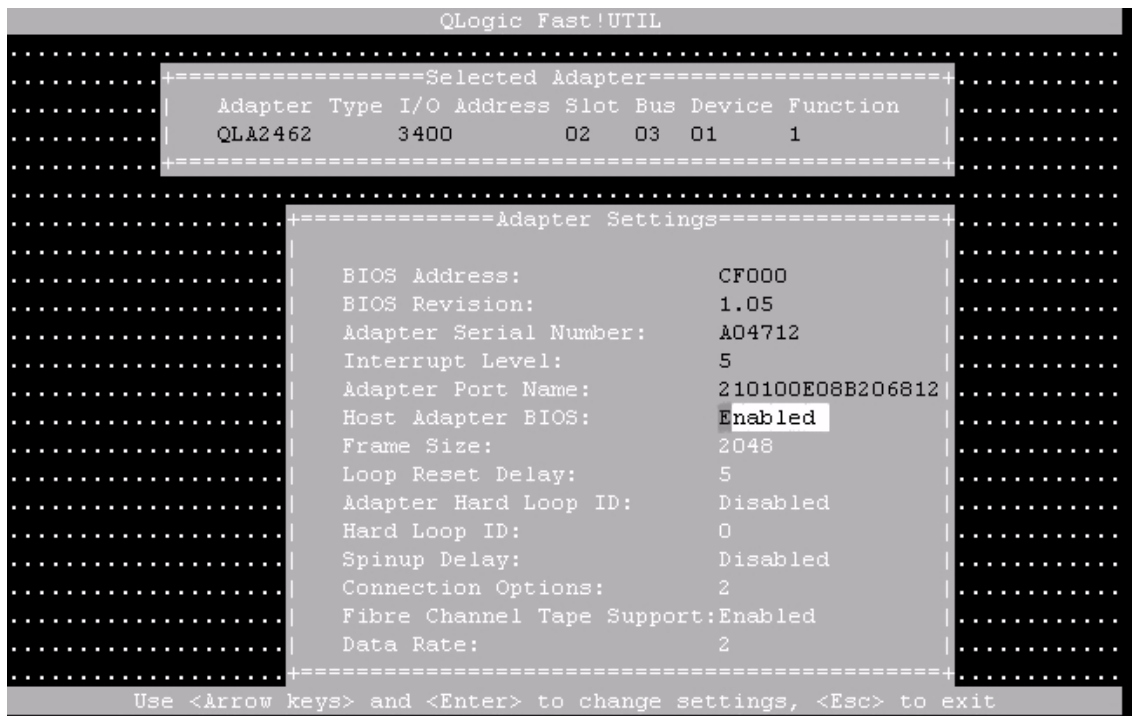 QLogic Fast!UTIL
Selected Adapter
Adapter Type I/O Address Slot Bus Device Function
QLA2462 3400 02 03 01 1
Adapter Settings
BIOS Address: CF000
BIOS Revision: 1.05
Adapter Serial Number: A04712
Interrupt Level: 5
Adapter Port Name: 210100E08B206812
Host Adapter BIOS: Enabled
Frame Size: 2048
Loop Reset Delay: 5
Adapter Hard Loop ID: Disabled
Hard Loop ID: 0
Spinup Delay: Disabled
Connection Options: 2
Fibre Channel Tape Support:Enabled
Data Rate: 2
Use <Arrow keys> and <Enter> to change settings, <Esc> to exit